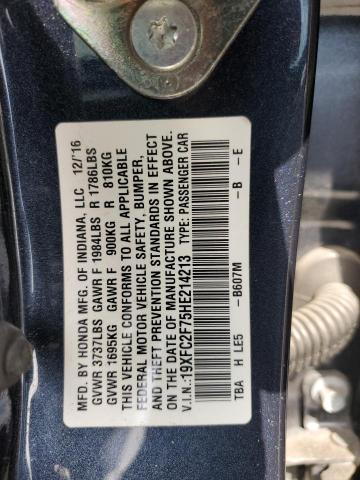 MFD. BY HONDA MFG. OF INDIANA, LLC 12/'16
GVWR 3737LBS GAWR F 1984LBS R 1786LBS
GVWR 1695KG GAWR F 900KG R 810KG
THIS VEHICLE CONFORMS TO ALL APPLICABLE
FEDERAL MOTOR VEHICLE SAFETY, BUMPER,
AND THEFT PREVENTION STANDARDS IN EFFECT
ON THE DATE OF MANUFACTURE SHOWN ABOVE.
V.I.N.: 19XFC2F75HE214213 TYPE: PASSENGER CAR
-B607M -B -E
TBA H LE5